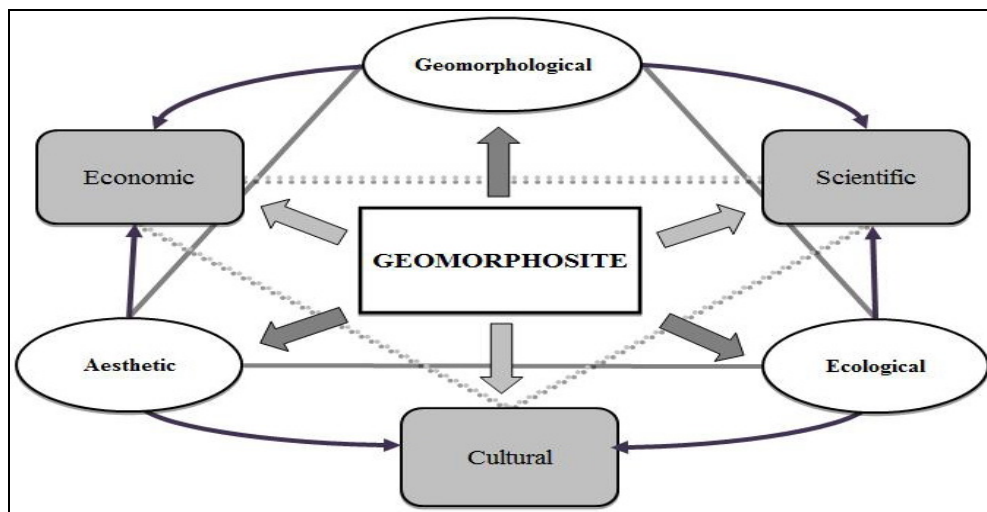 Geomorphological
Economic
Scientific
GEOMORPHOSITE
Aesthetic
Ecological
Cultural